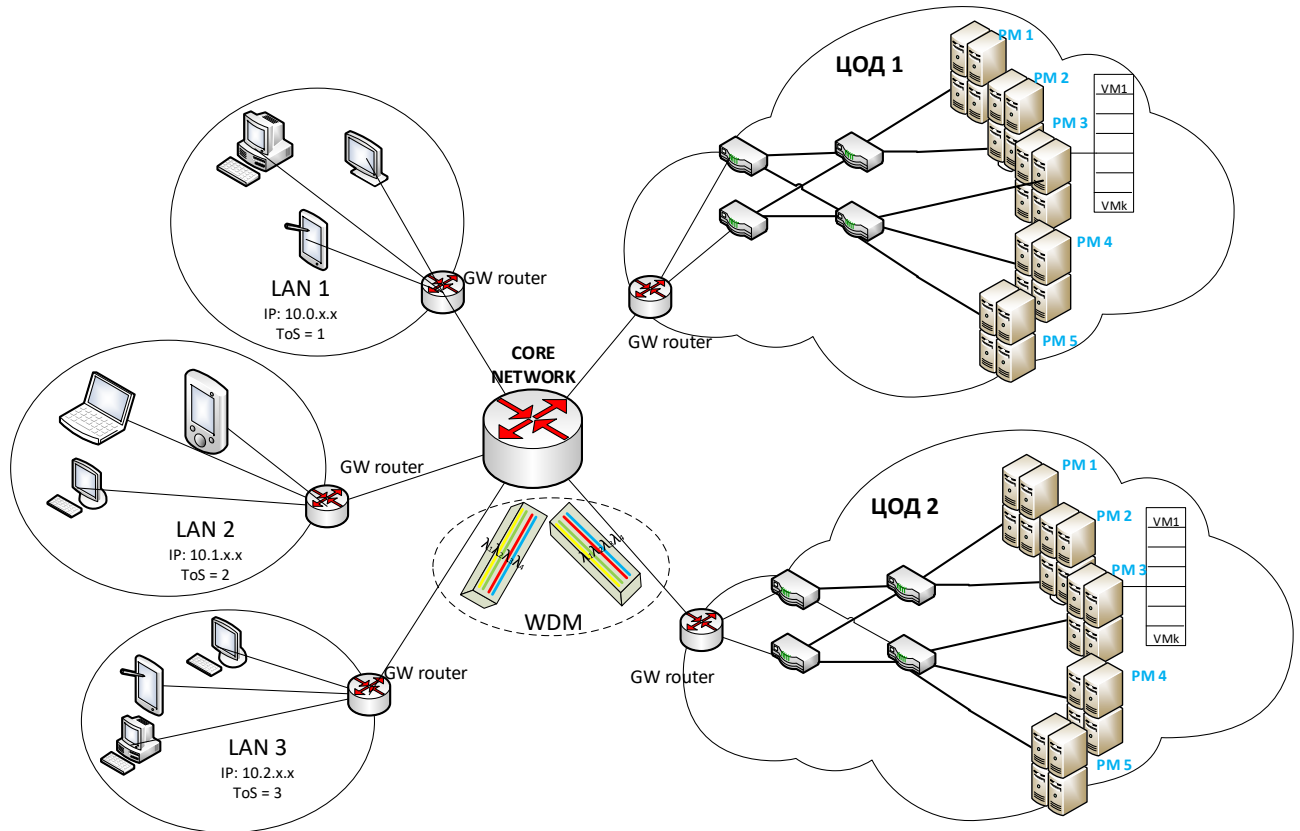 LAN 1
IP: 10.0.x.x
ToS = 1
GW router
LAN 2
IP: 10.1.x.x
ToS = 2
GW router
LAN 3
IP: 10.2.x.x
ToS = 3
GW router
CORE
NETWORK
λ₁λ₂λ₃λ₄
λ₁λ₂λ₃λ₄
WDM
ЦОД 1
GW router
PM 1
PM 2
PM 3
PM 4
PM 5
VM1
VMk
ЦОД 2
GW router
PM 1
PM 2
PM 3
PM 4
PM 5
VM1
VMk